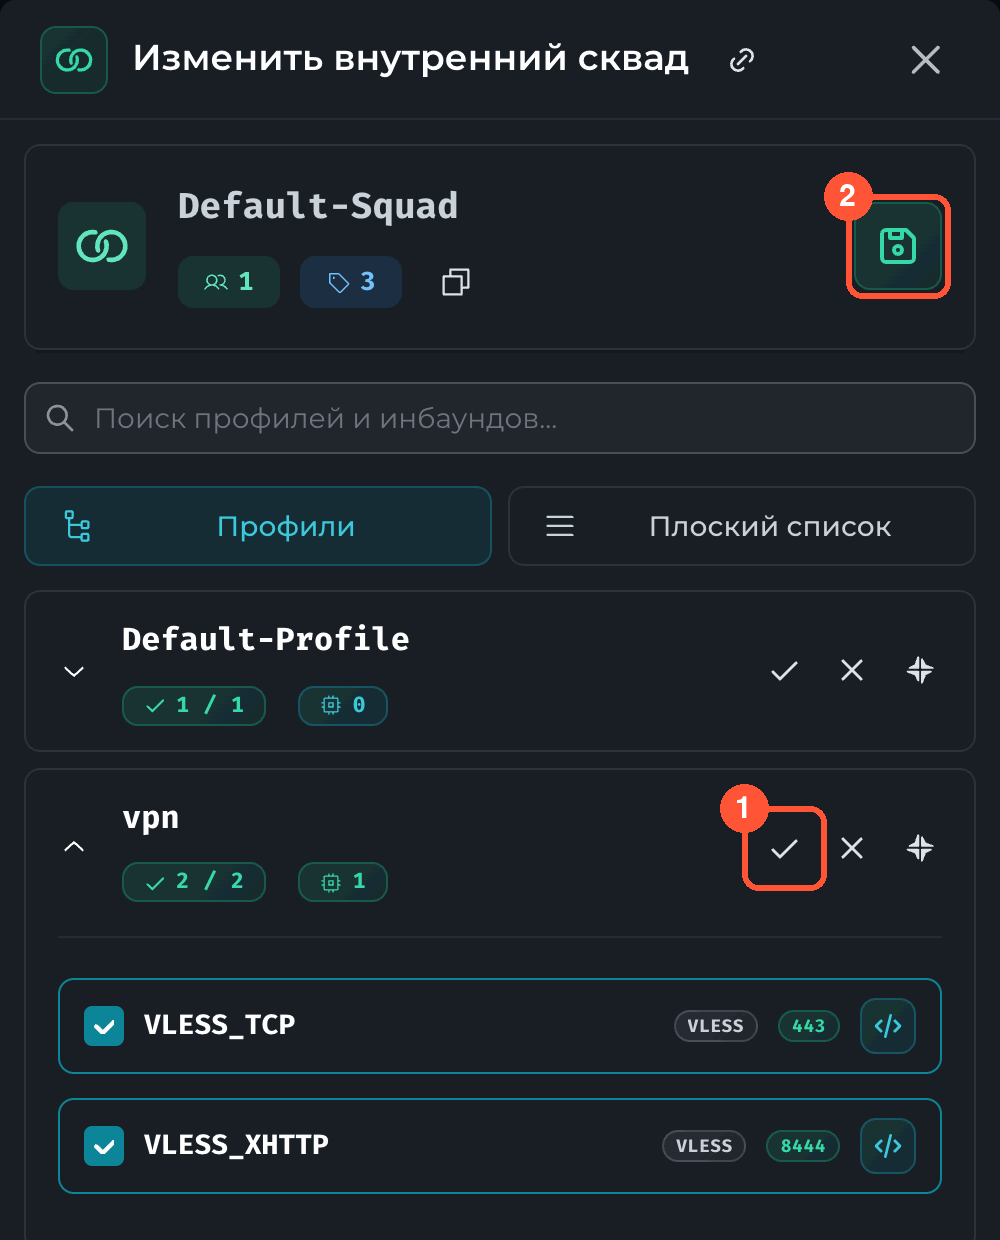 Изменить внутренний сквад
Default-Squad
2
1
3
Поиск профилей и инбаундов...
Профили
Плоский список
Default-Profile
1 / 1
0
vpn
1
2 / 2
1
VLESS_TCP
VLESS
443
</>
VLESS_XHTTP
VLESS
8444
</>